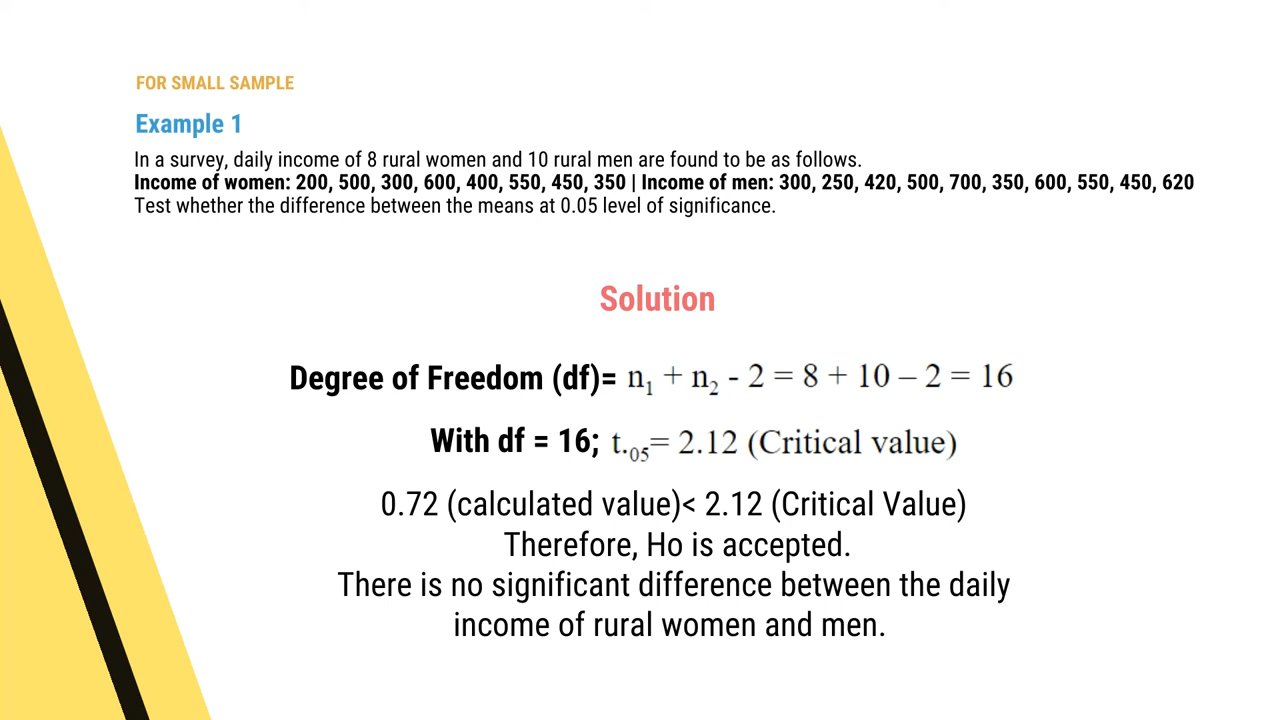 FOR SMALL SAMPLE
Example 1
In a survey, daily income of 8 rural women and 10 rural men are found to be as follows.
Income of women: 200, 500, 300, 600, 400, 550, 450, 350 | Income of men: 300, 250, 420, 500, 700, 350, 600, 550, 450, 620
Test whether the difference between the means at 0.05 level of significance.
Solution
Degree of Freedom (df)= n₁ + n₂ - 2 = 8 + 10 – 2 = 16
With df = 16; t.₀₅= 2.12 (Critical value)
0.72 (calculated value)< 2.12 (Critical Value)
Therefore, Ho is accepted.
There is no significant difference between the daily
income of rural women and men.